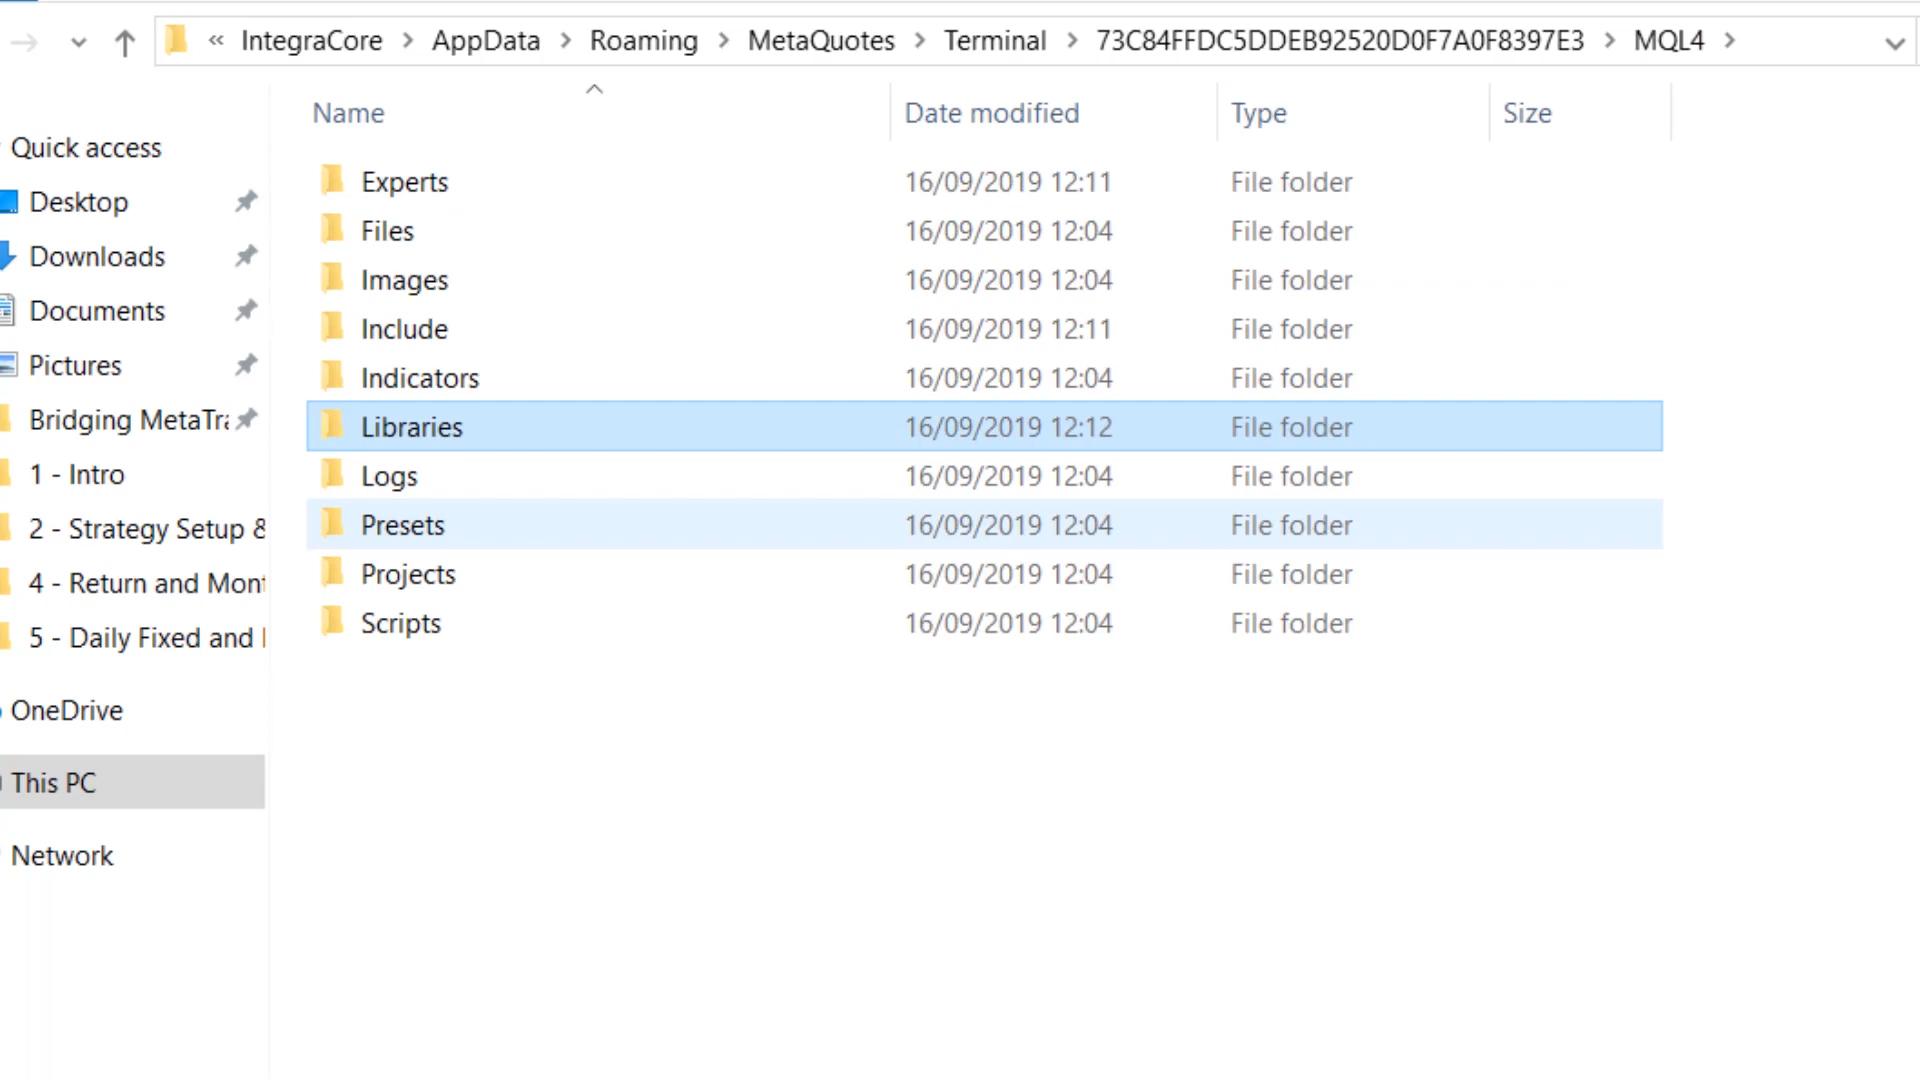 « IntegraCore > AppData > Roaming > MetaQuotes > Terminal > 73C84FFDC5DDEB92520D0F7A0F8397E3 > MQL4 >
Name Date modified Type Size
Quick access
Desktop
Downloads
Documents
Pictures
Bridging MetaTra
1 - Intro
2 - Strategy Setup &
4 - Return and Mont
5 - Daily Fixed and
OneDrive
This PC
Network
Experts 16/09/2019 12:11 File folder
Files 16/09/2019 12:04 File folder
Images 16/09/2019 12:04 File folder
Include 16/09/2019 12:11 File folder
Indicators 16/09/2019 12:04 File folder
Libraries 16/09/2019 12:12 File folder
Logs 16/09/2019 12:04 File folder
Presets 16/09/2019 12:04 File folder
Projects 16/09/2019 12:04 File folder
Scripts 16/09/2019 12:04 File folder